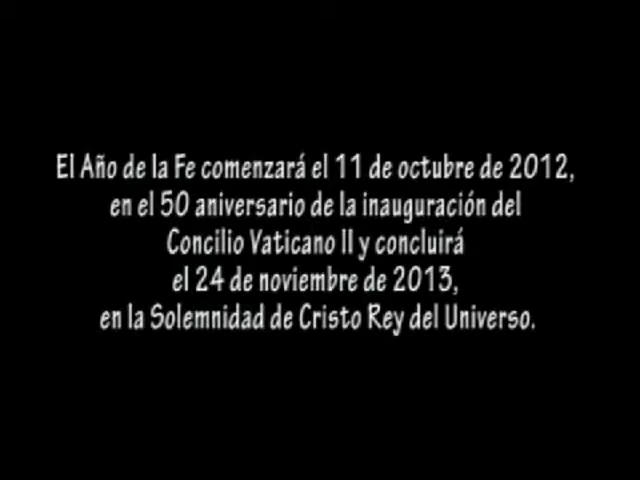 El Año de la Fe comenzará el 11 de octubre de 2012,
en el 50 aniversario de la inauguración del
Concilio Vaticano II y concluirá
el 24 de noviembre de 2013,
en la Solemnidad de Cristo Rey del Universo.